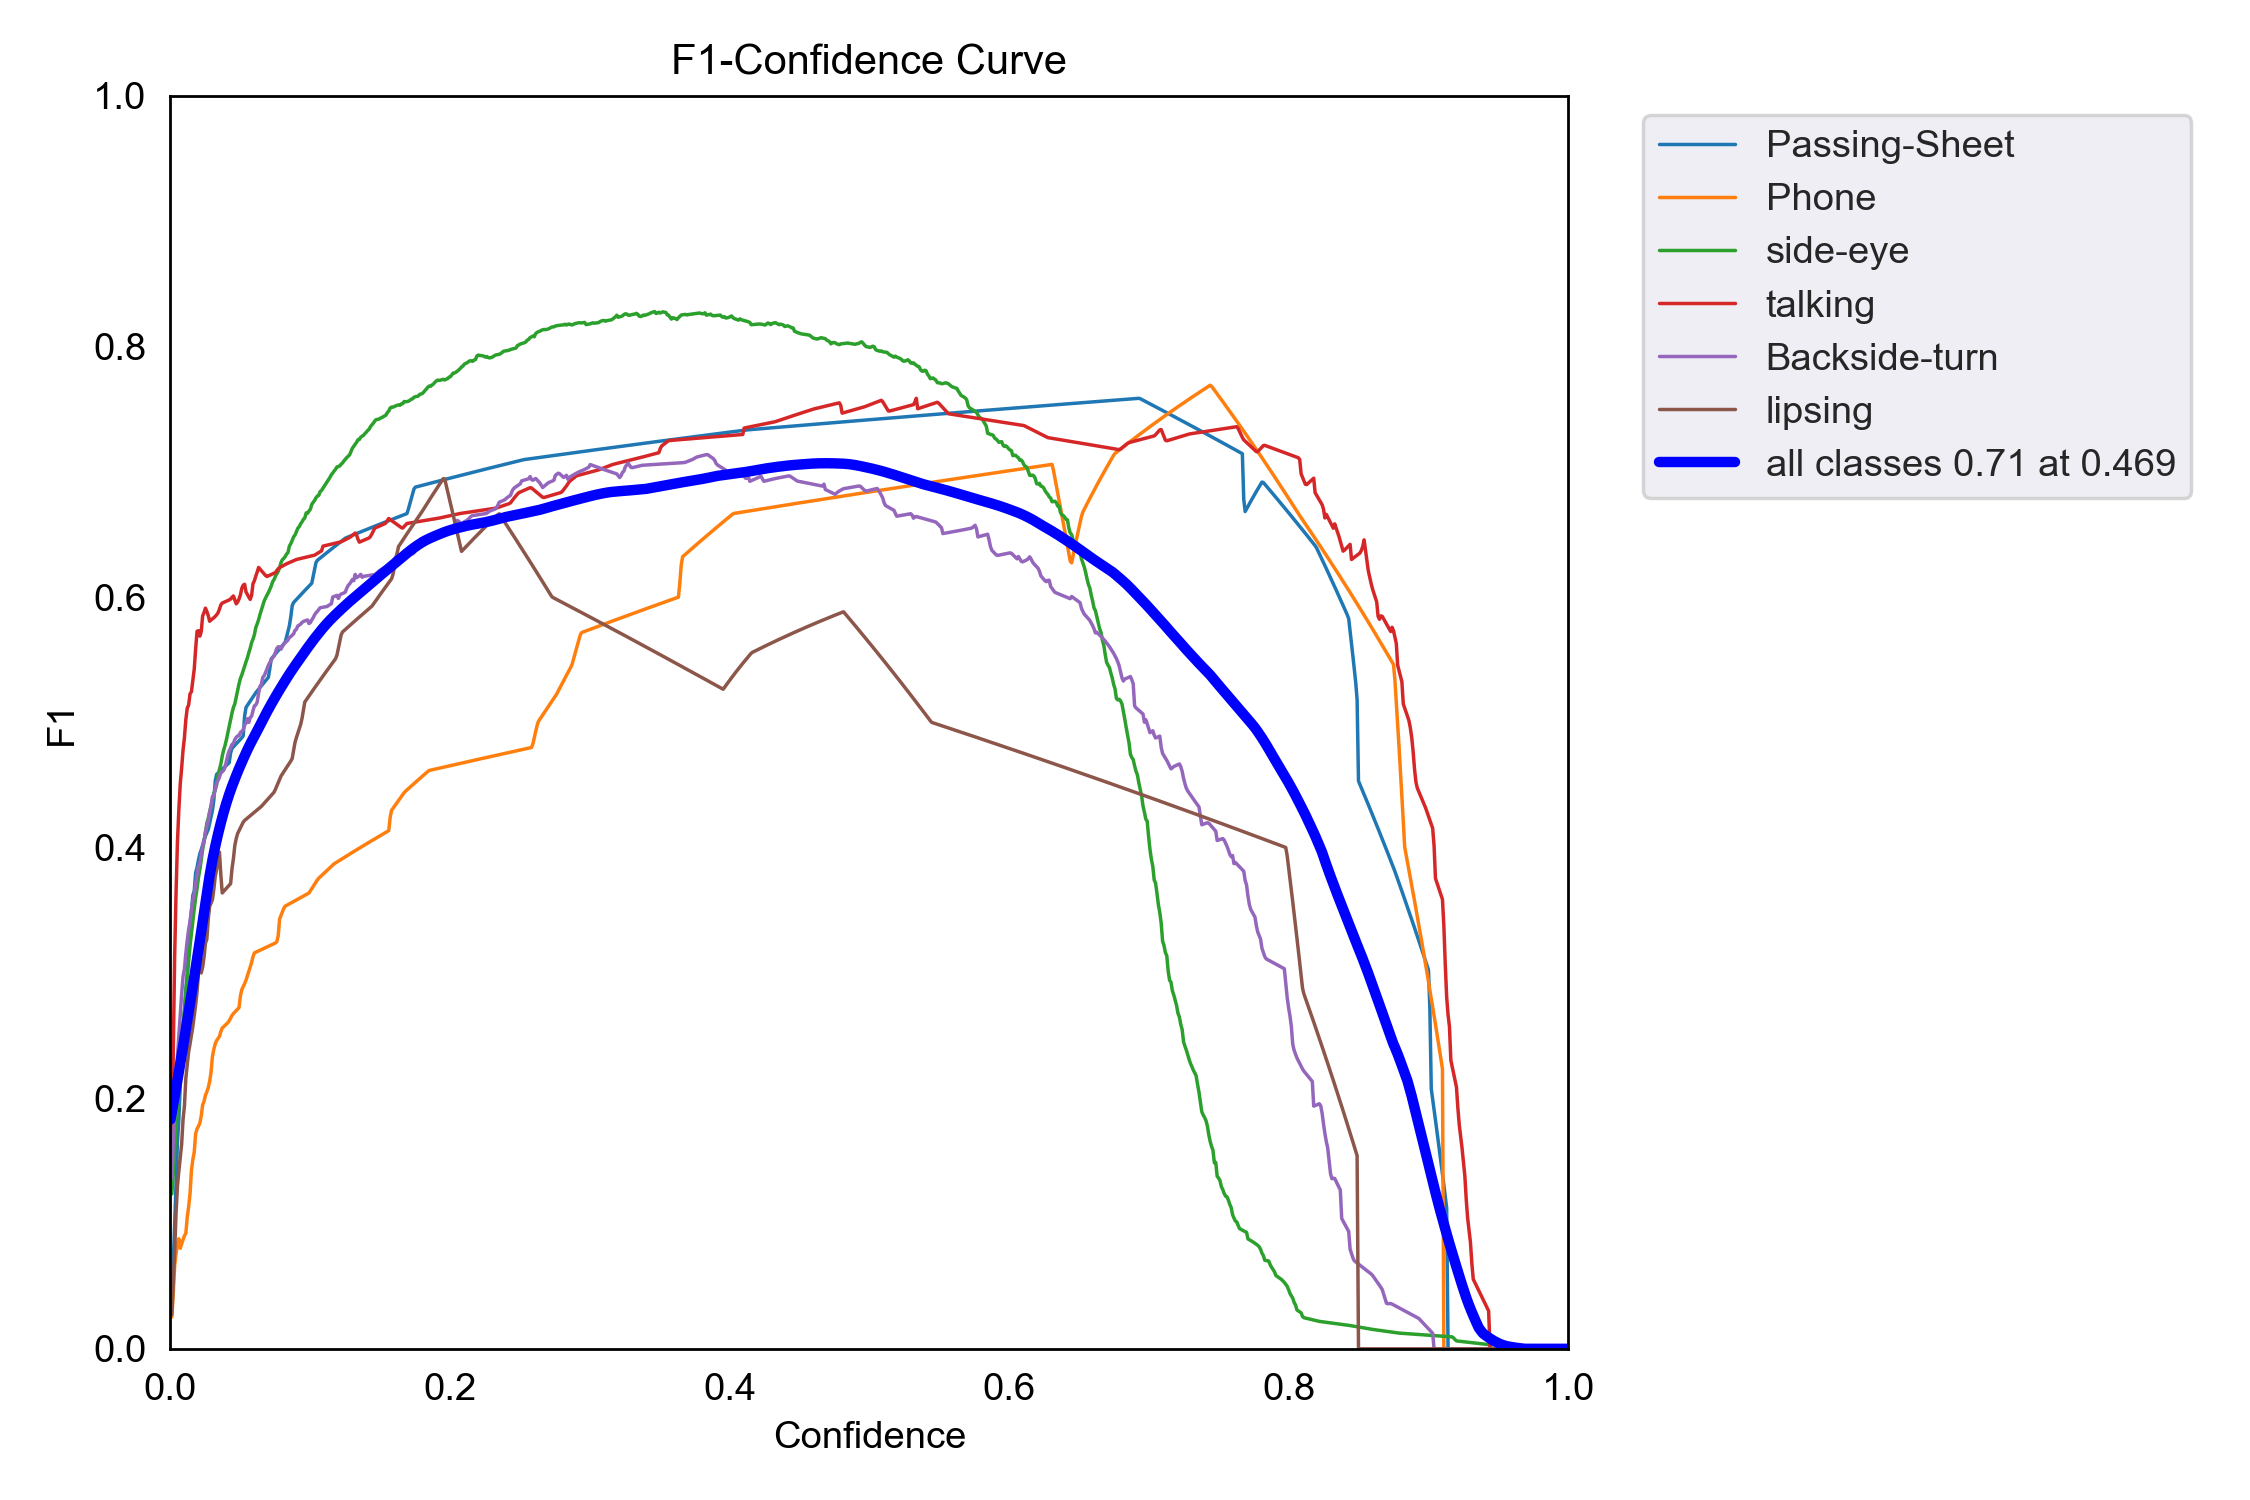 F1-Confidence Curve
1.0
0.8
0.6
0.4
0.2
0.0
F1
0.0 0.2 0.4 0.6 0.8 1.0
Confidence
Passing-Sheet
Phone
side-eye
talking
Backside-turn
lipsing
all classes 0.71 at 0.469